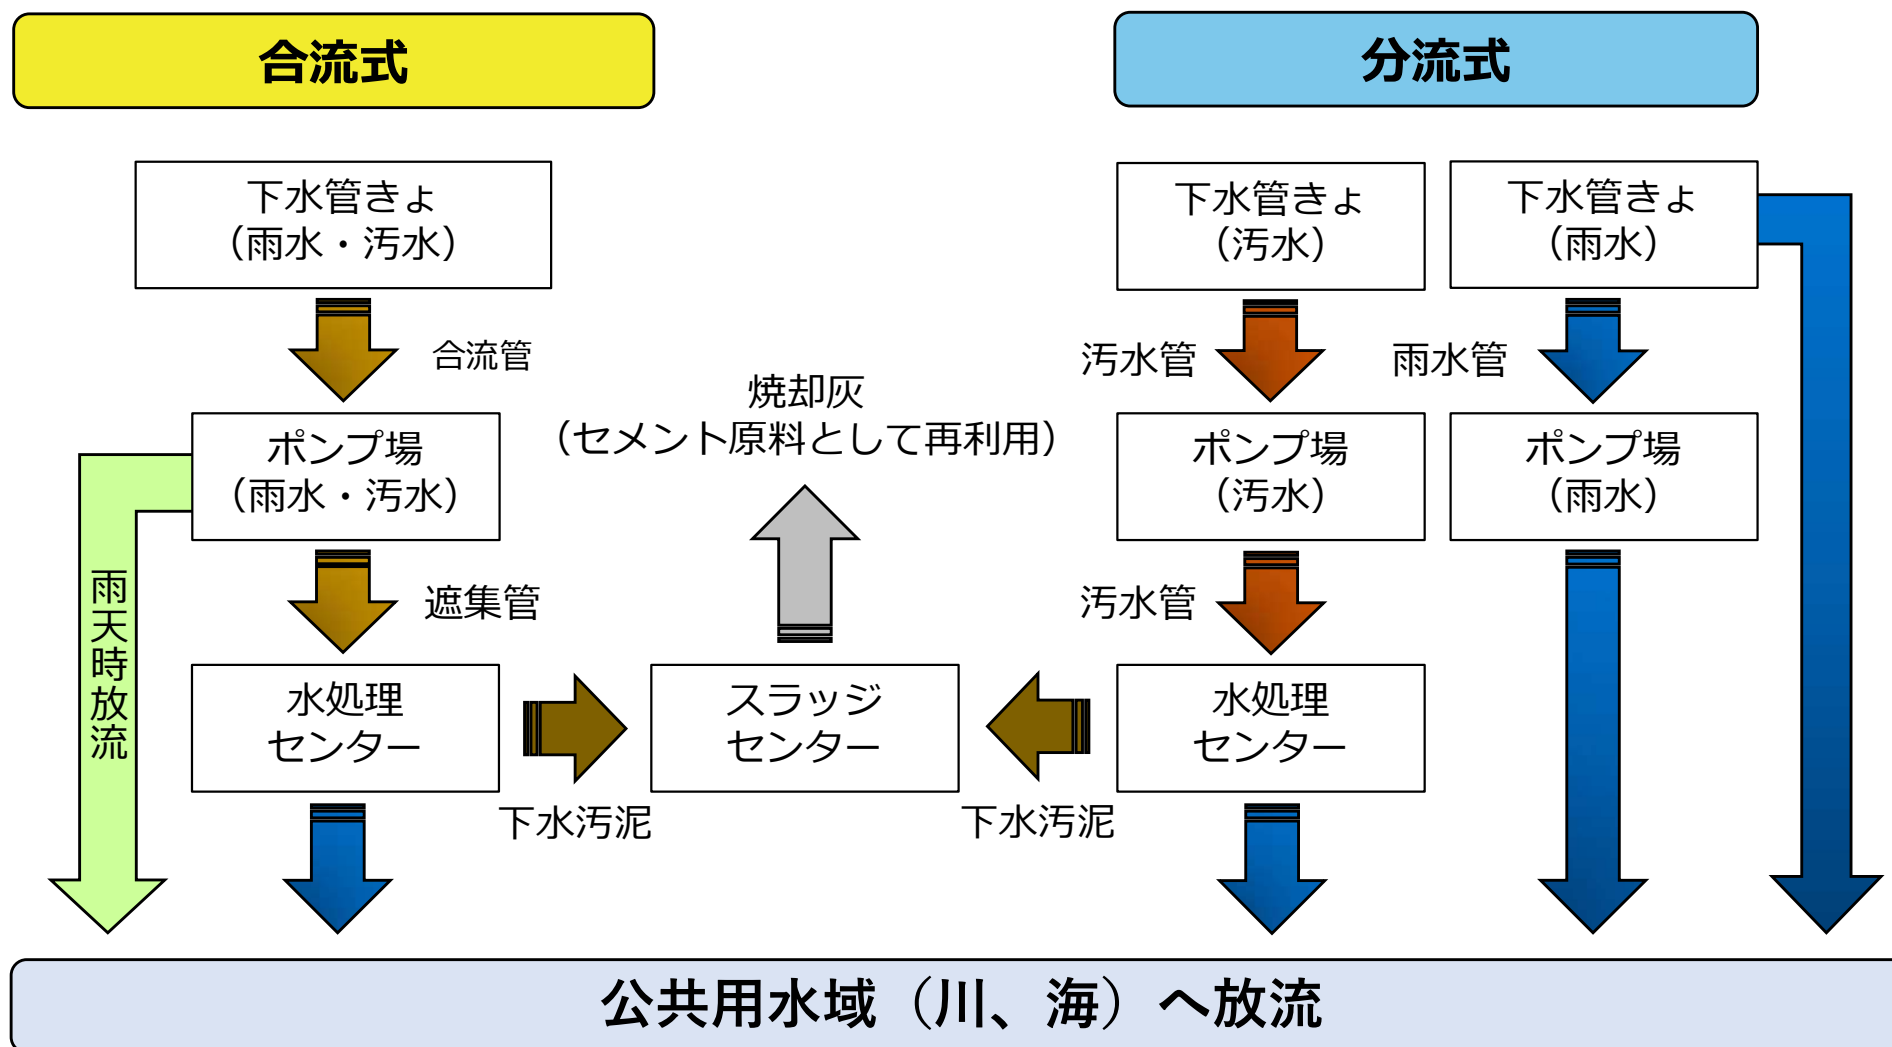 合流式
分流式
下水管きょ
（雨水・汚水）
下水管きょ
（汚水）
下水管きょ
（雨水）
合流管
汚水管
雨水管
焼却灰
（セメント原料として再利用）
ポンプ場
（雨水・汚水）
ポンプ場
（汚水）
ポンプ場
（雨水）
雨天時放流
遮集管
汚水管
水処理
センター
スラッジ
センター
水処理
センター
下水汚泥
下水汚泥
公共用水域（川、海）へ放流